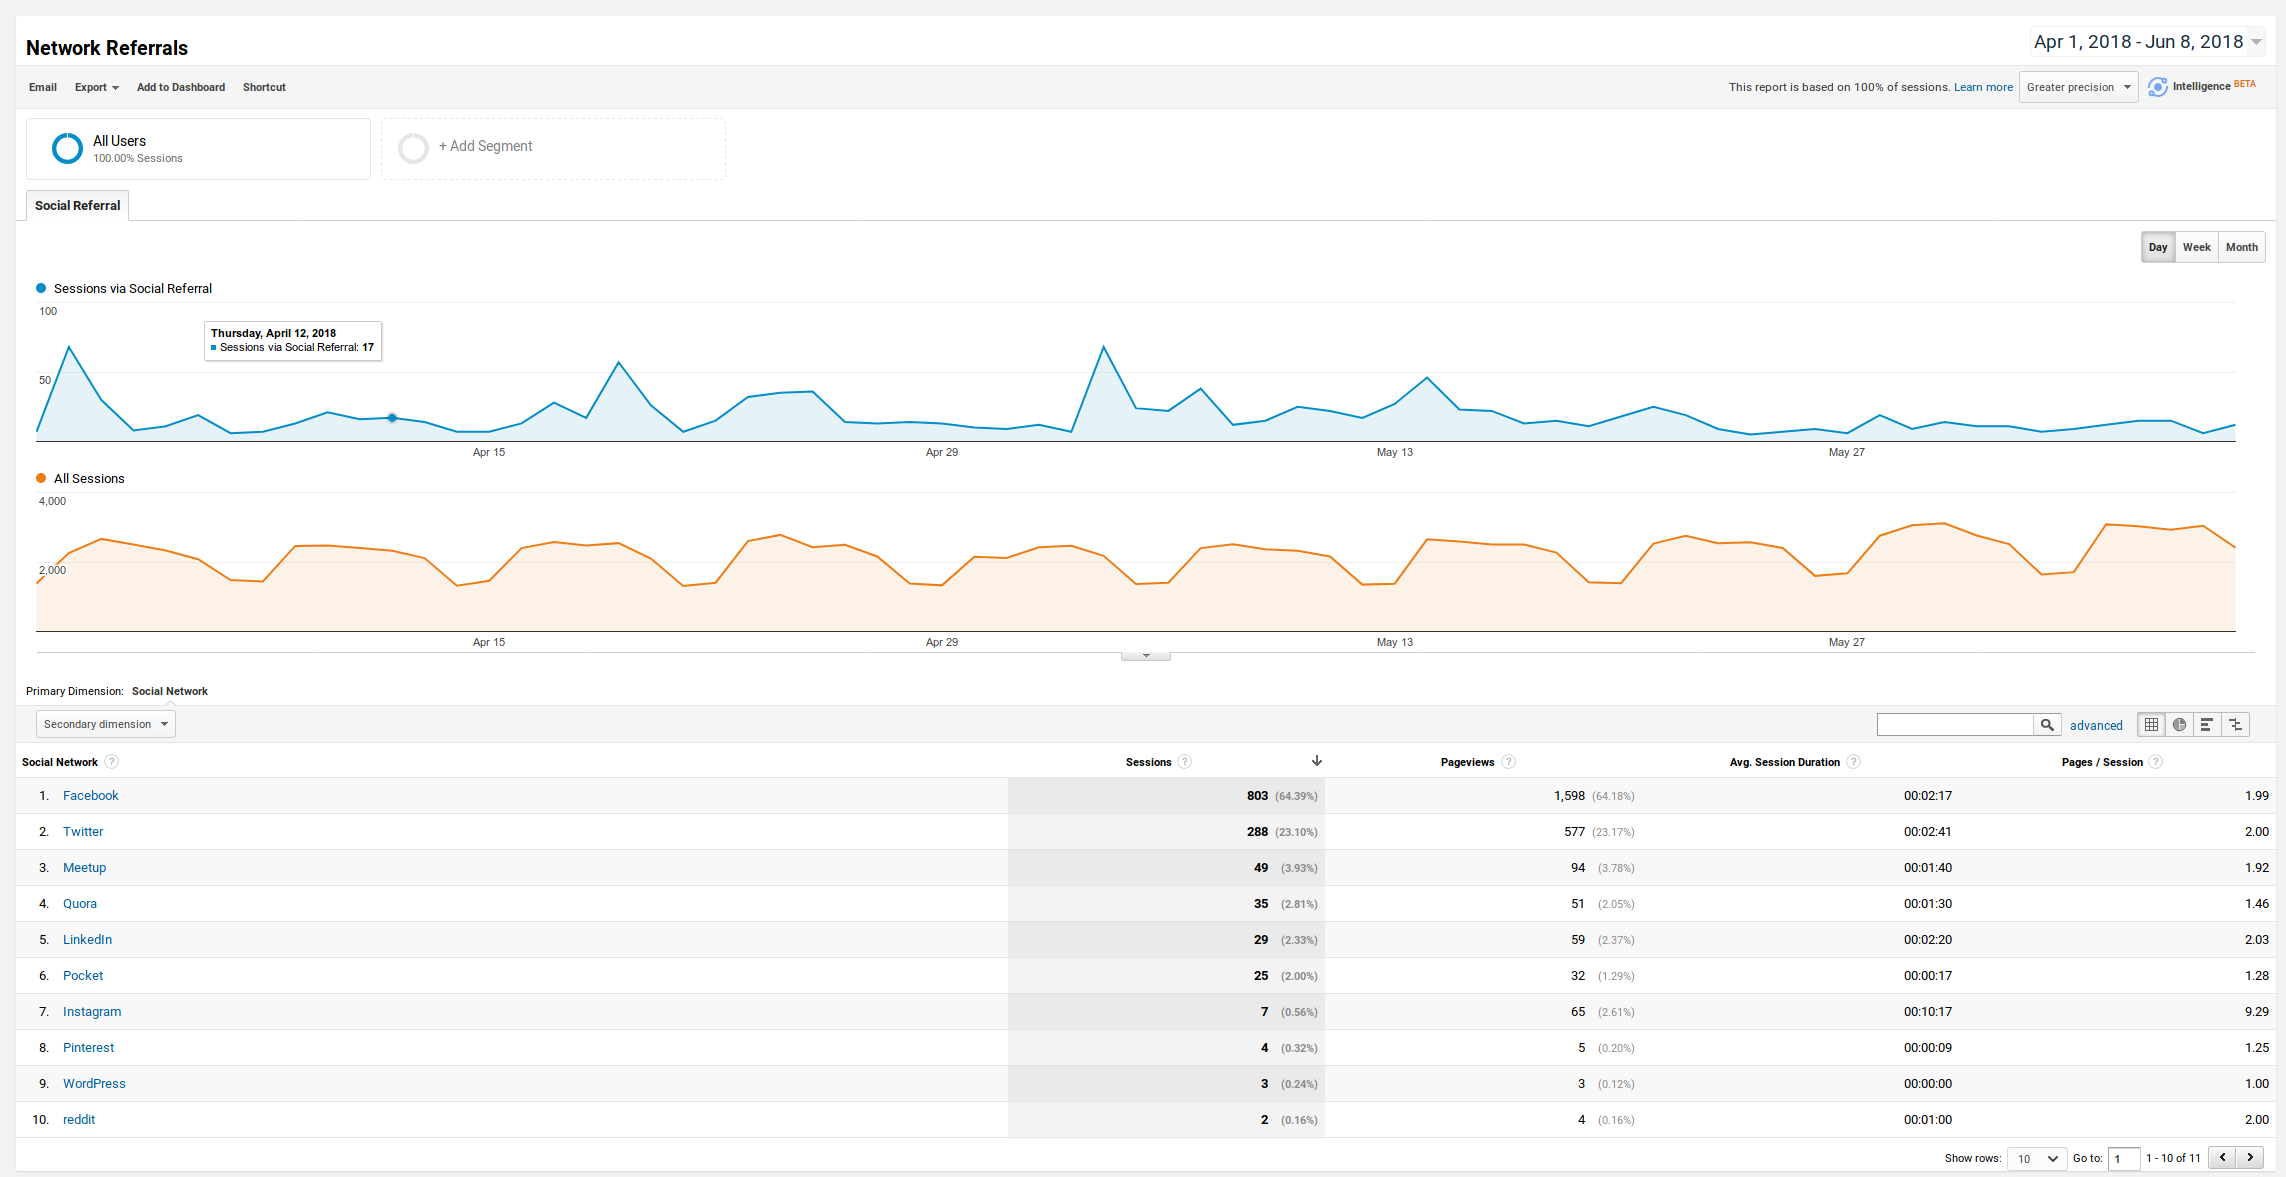 Network Referrals
Apr 1, 2018 - Jun 8, 2018
Email Export Add to Dashboard Shortcut
This report is based on 100% of sessions. Learn more Greater precision Intelligence BETA
All Users
100.00% Sessions
+ Add Segment
Social Referral
Day Week Month
Sessions via Social Referral
100
Thursday, April 12, 2018
Sessions via Social Referral: 17
50
Apr 15 Apr 29 May 13 May 27
All Sessions
4,000
2,000
Apr 15 Apr 29 May 13 May 27
Primary Dimension: Social Network
Secondary dimension advanced
Social Network ? Sessions ? Pageviews ? Avg. Session Duration ? Pages / Session ?
1. Facebook 803 (64.39%) 1,598 (64.18%) 00:02:17 1.99
2. Twitter 288 (23.10%) 577 (23.17%) 00:02:41 2.00
3. Meetup 49 (3.93%) 94 (3.78%) 00:01:40 1.92
4. Quora 35 (2.81%) 51 (2.05%) 00:01:30 1.46
5. LinkedIn 29 (2.33%) 59 (2.37%) 00:02:20 2.03
6. Pocket 25 (2.00%) 32 (1.29%) 00:00:17 1.28
7. Instagram 7 (0.56%) 65 (2.61%) 00:10:17 9.29
8. Pinterest 4 (0.32%) 5 (0.20%) 00:00:09 1.25
9. WordPress 3 (0.24%) 3 (0.12%) 00:00:00 1.00
10. reddit 2 (0.16%) 4 (0.16%) 00:01:00 2.00
Show rows: 10 Go to: 1 1 - 10 of 11